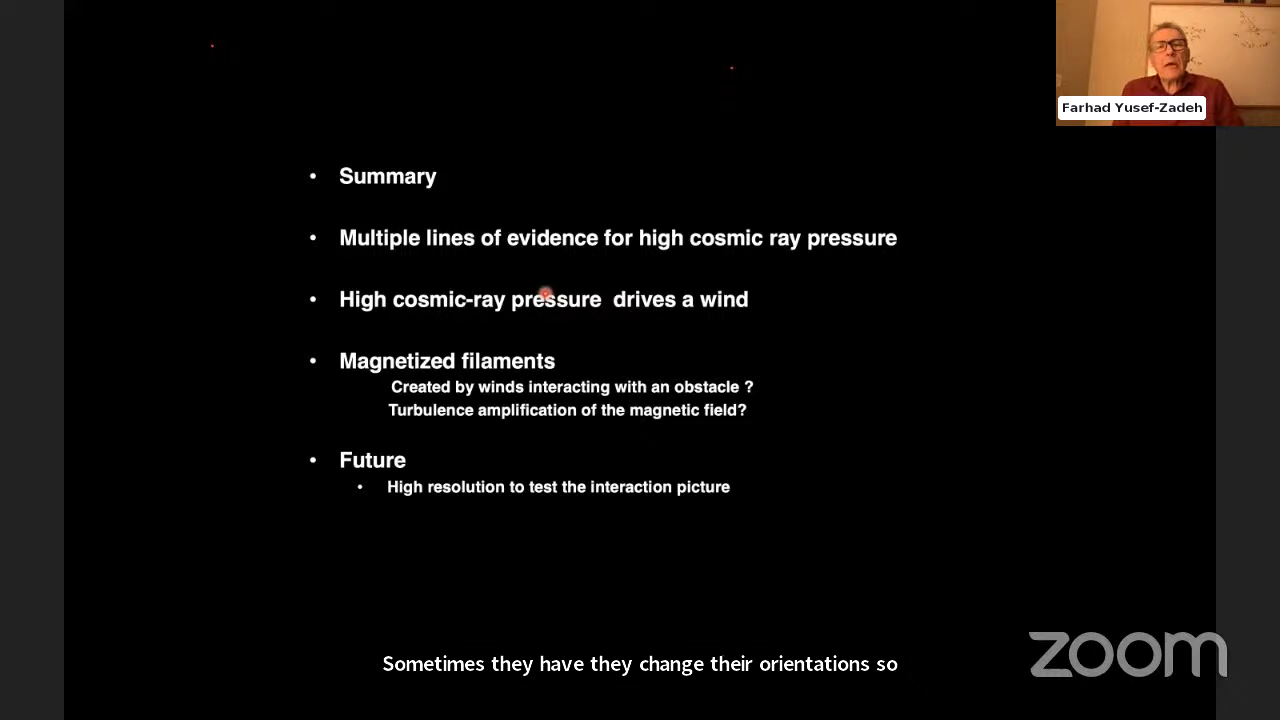 Farhad Yusef-Zadeh
• Summary
• Multiple lines of evidence for high cosmic ray pressure
• High cosmic-ray pressure drives a wind
• Magnetized filaments
Created by winds interacting with an obstacle ?
Turbulence amplification of the magnetic field?
• Future
• High resolution to test the interaction picture
Sometimes they have they change their orientations so
zoom